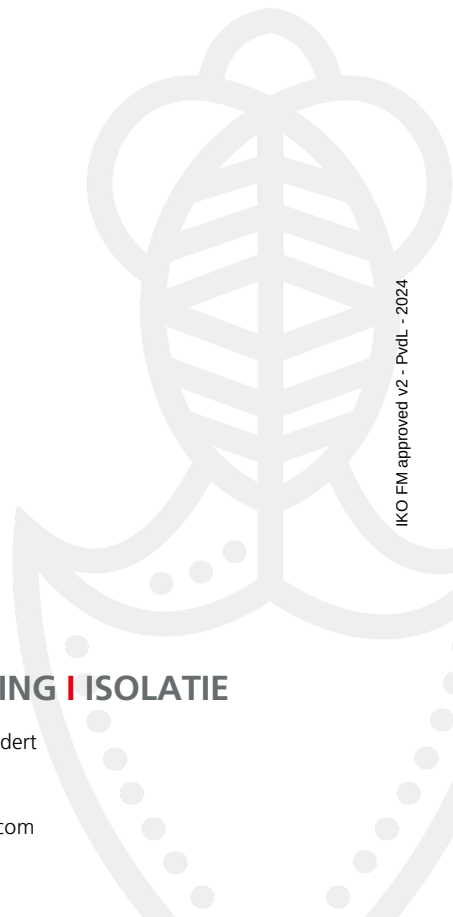 IKO FM approved v2 - PvdL - 2024
ING I ISOLATIE
dert
com